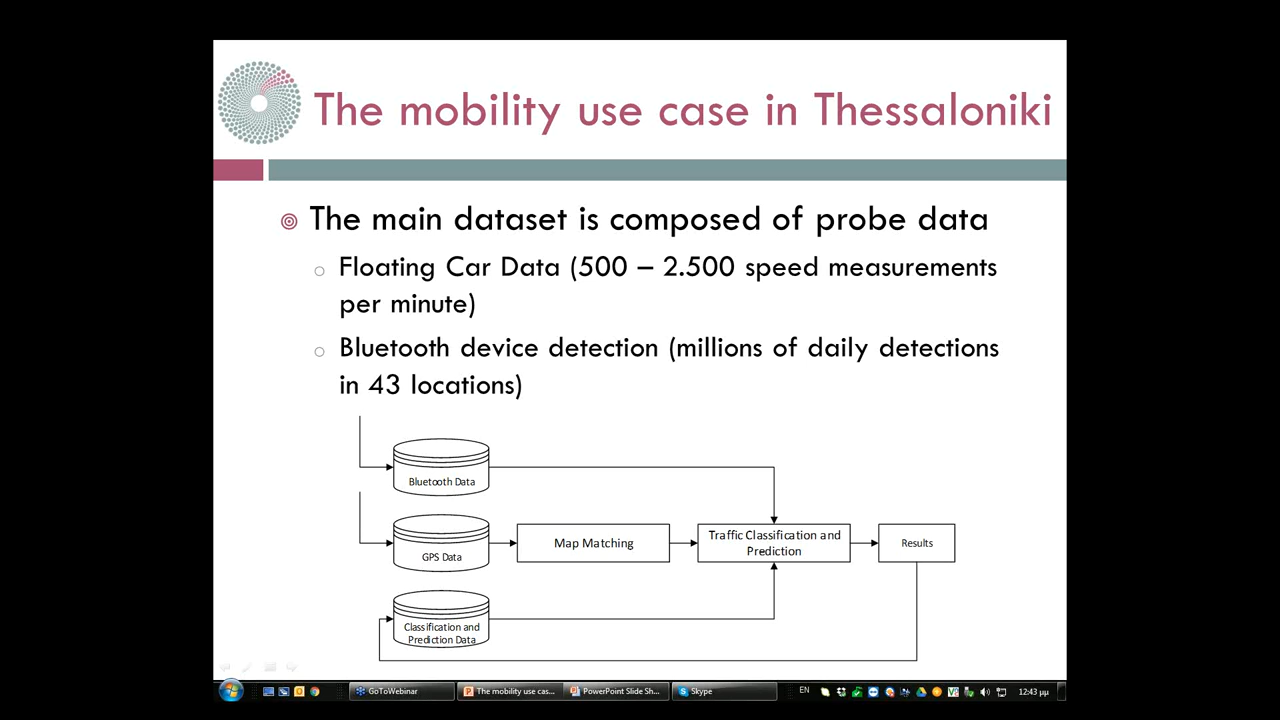 The mobility use case in Thessaloniki
The main dataset is composed of probe data
Floating Car Data (500 – 2.500 speed measurements
per minute)
Bluetooth device detection (millions of daily detections
in 43 locations)
Bluetooth Data
GPS Data
Map Matching
Traffic Classification and
Prediction
Results
Classification and
Prediction Data
GoToWebinar
The mobility use cas...
PowerPoint Slide Sh...
Skype
EN
12:43 μμ